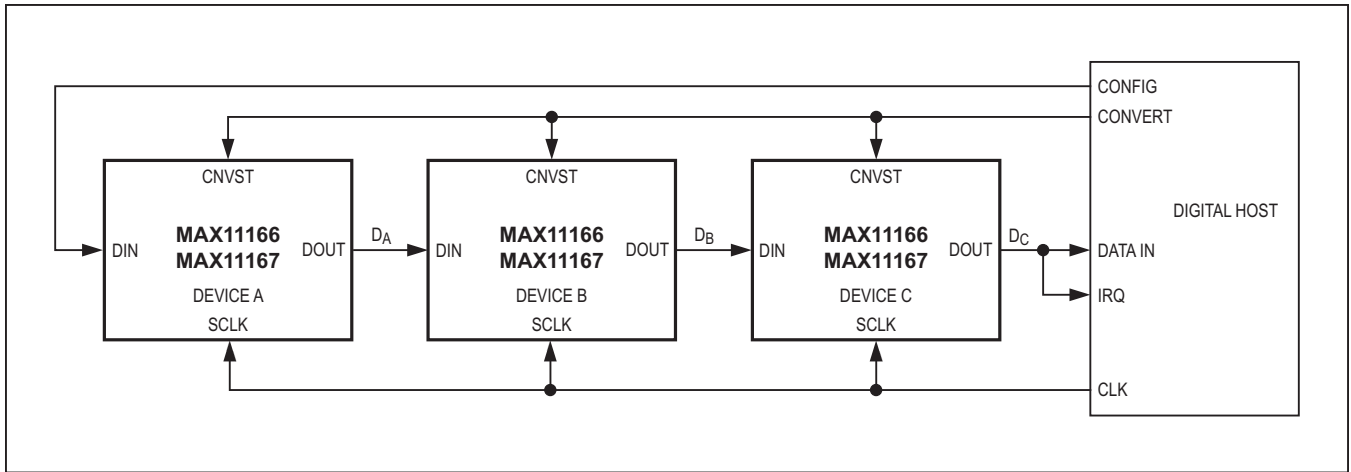 CONFIG
CONVERT
CNVST
CNVST
CNVST
DIGITAL HOST
DIN
MAX11166
MAX11167
DOUT
DA
DIN
MAX11166
MAX11167
DOUT
DB
DIN
MAX11166
MAX11167
DOUT
DC
DATA IN
DEVICE A
DEVICE B
DEVICE C
IRQ
SCLK
SCLK
SCLK
CLK